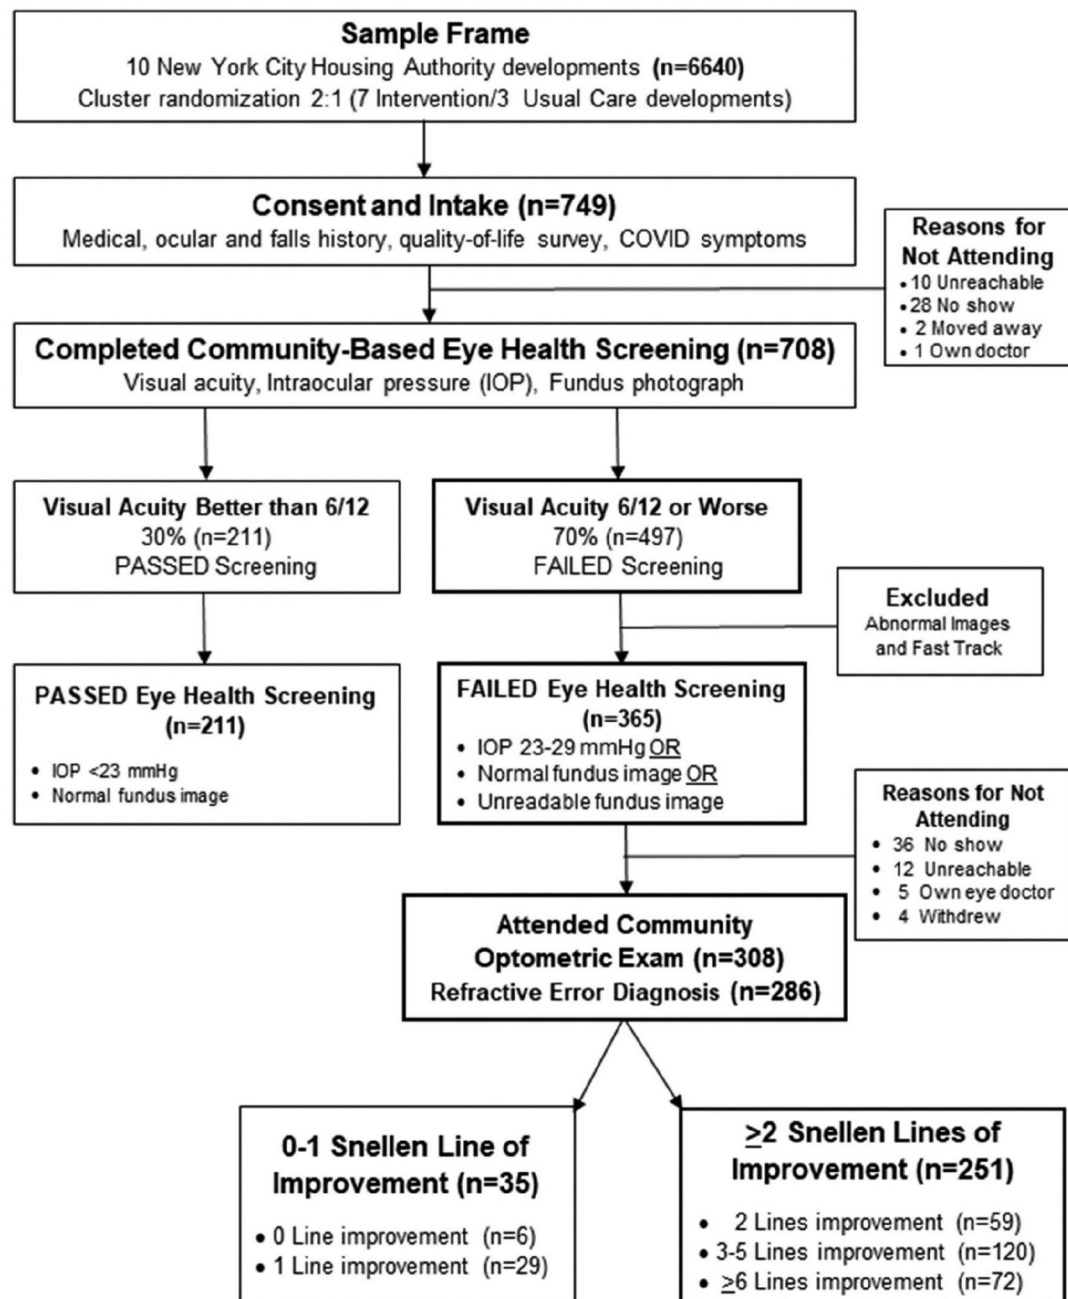 Sample Frame
10 New York City Housing Authority developments (n=6640)
Cluster randomization 2:1 (7 Intervention/3 Usual Care developments)
Consent and Intake (n=749)
Medical, ocular and falls history, quality-of-life survey, COVID symptoms
Reasons for
Not Attending
• 10 Unreachable
• 28 No show
• 2 Moved away
• 1 Own doctor
Completed Community-Based Eye Health Screening (n=708)
Visual acuity, Intraocular pressure (IOP), Fundus photograph
Visual Acuity Better than 6/12
30% (n=211)
PASSED Screening
Visual Acuity 6/12 or Worse
70% (n=497)
FAILED Screening
Excluded
Abnormal Images
and Fast Track
PASSED Eye Health Screening
(n=211)
• IOP <23 mmHg
• Normal fundus image
FAILED Eye Health Screening
(n=365)
• IOP 23-29 mmHg OR
• Normal fundus image OR
• Unreadable fundus image
Reasons for Not
Attending
• 36 No show
• 12 Unreachable
• 5 Own eye doctor
• 4 Withdrew
Attended Community
Optometric Exam (n=308)
Refractive Error Diagnosis (n=286)
0-1 Snellen Line of
Improvement (n=35)
• 0 Line improvement (n=6)
• 1 Line improvement (n=29)
≥2 Snellen Lines of
Improvement (n=251)
• 2 Lines improvement (n=59)
• 3-5 Lines improvement (n=120)
• ≥6 Lines improvement (n=72)